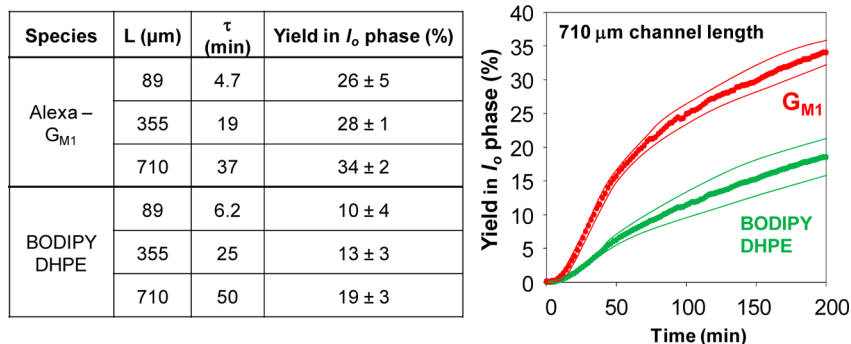 Species L (µm) τ (min) Yield in lo phase (%)
Alexa – GM1
89 4.7 26 ± 5
355 19 28 ± 1
710 37 34 ± 2
BODIPY DHPE
89 6.2 10 ± 4
355 25 13 ± 3
710 50 19 ± 3
710 µm channel length
Yield in lo phase (%)
40
35
30
25
20
15
10
5
0
GM1
BODIPY
DHPE
0 50 100 150 200
Time (min)